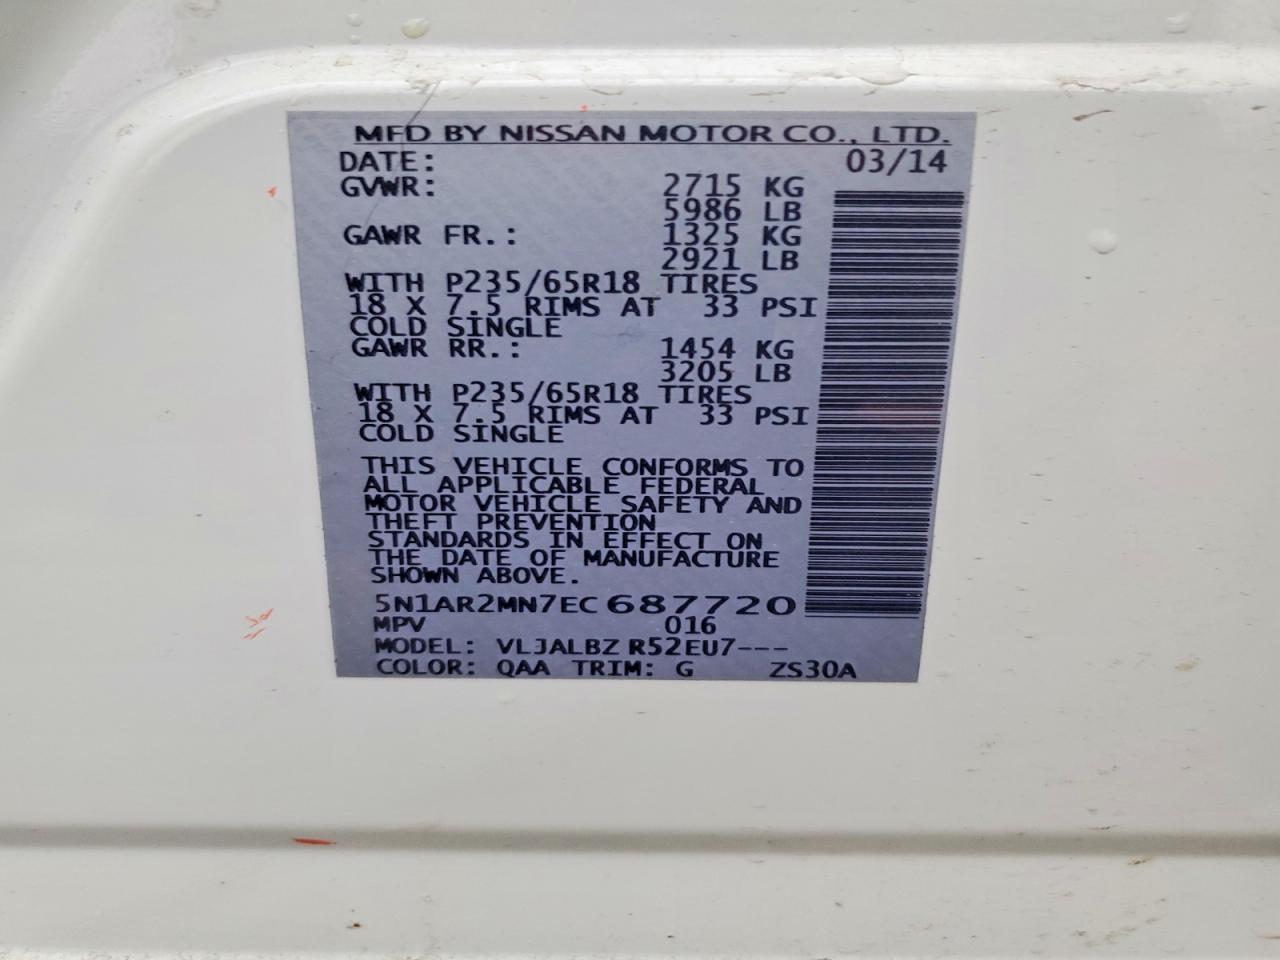 MFD BY NISSAN MOTOR CO., LTD.
DATE: 03/14
GVWR: 2715 KG
5986 LB
GAWR FR.: 1325 KG
2921 LB
WITH P235/65R18 TIRES
18 X 7.5 RIMS AT 33 PSI
COLD SINGLE
GAWR RR.: 1454 KG
3205 LB
WITH P235/65R18 TIRES
18 X 7.5 RIMS AT 33 PSI
COLD SINGLE
THIS VEHICLE CONFORMS TO
ALL APPLICABLE FEDERAL
MOTOR VEHICLE SAFETY AND
THEFT PREVENTION
STANDARDS IN EFFECT ON
THE DATE OF MANUFACTURE
SHOWN ABOVE.
5N1AR2MN7EC687720
MPV 016
MODEL: VLJALBZ R52EU7---
COLOR: QAA TRIM: G ZS30A